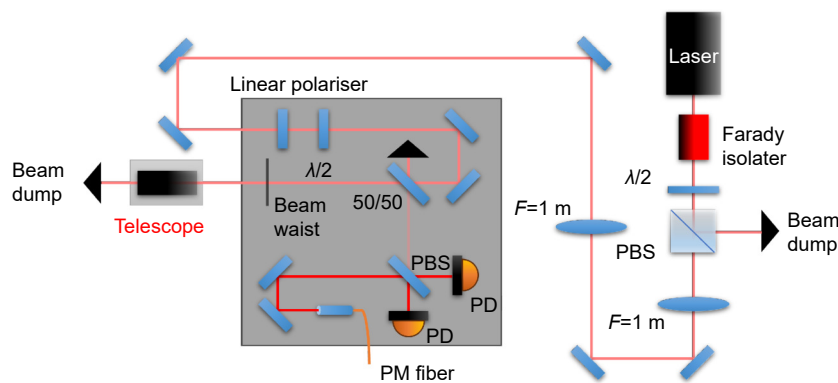 Laser
Linear polariser
Farady
isolater
λ/2
λ/2
Beam
dump
Telescope
Beam
waist
50/50
F=1 m
PBS
Beam
dump
PBS
PD
PD
F=1 m
PM fiber